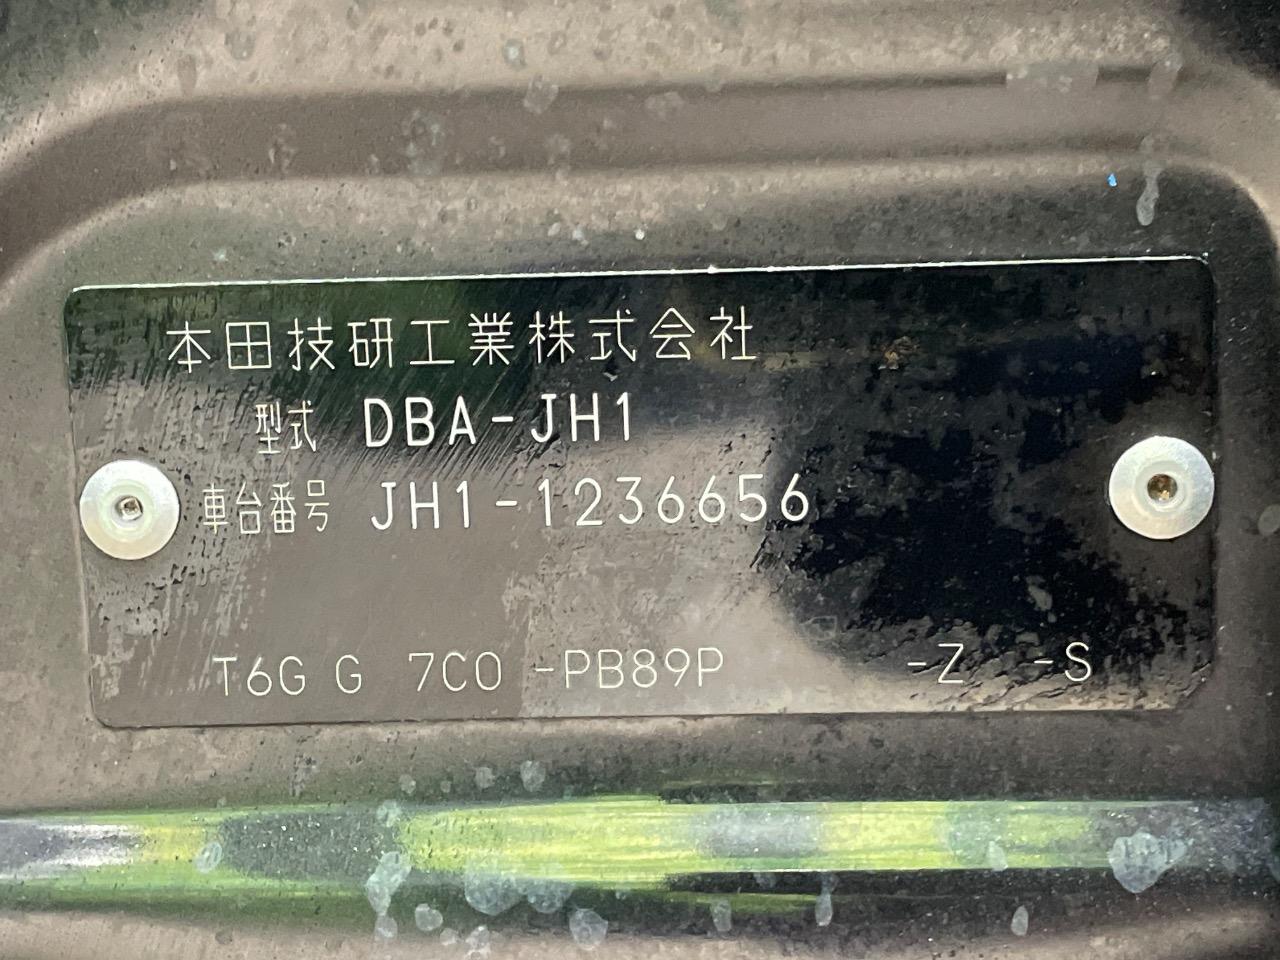 本田技研工業株式会社
型式 DBA-JH1
車台番号 JH1-1236656
T6G G 7C0 -PB89P -Z -S